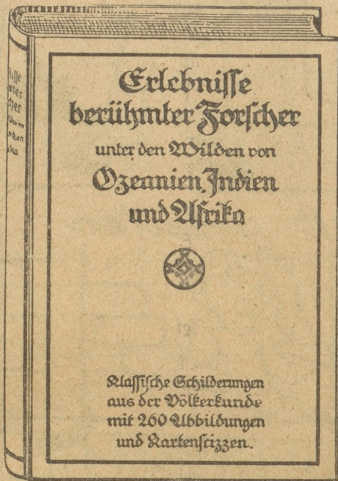 Erlebnisse
berühmter Forscher
unter den Wilden von
Ozeanien, Indien
und Afrika
Klassische Schilderungen
aus der Völkerkunde
mit 260 Abbildungen
und Kartenscizzen.